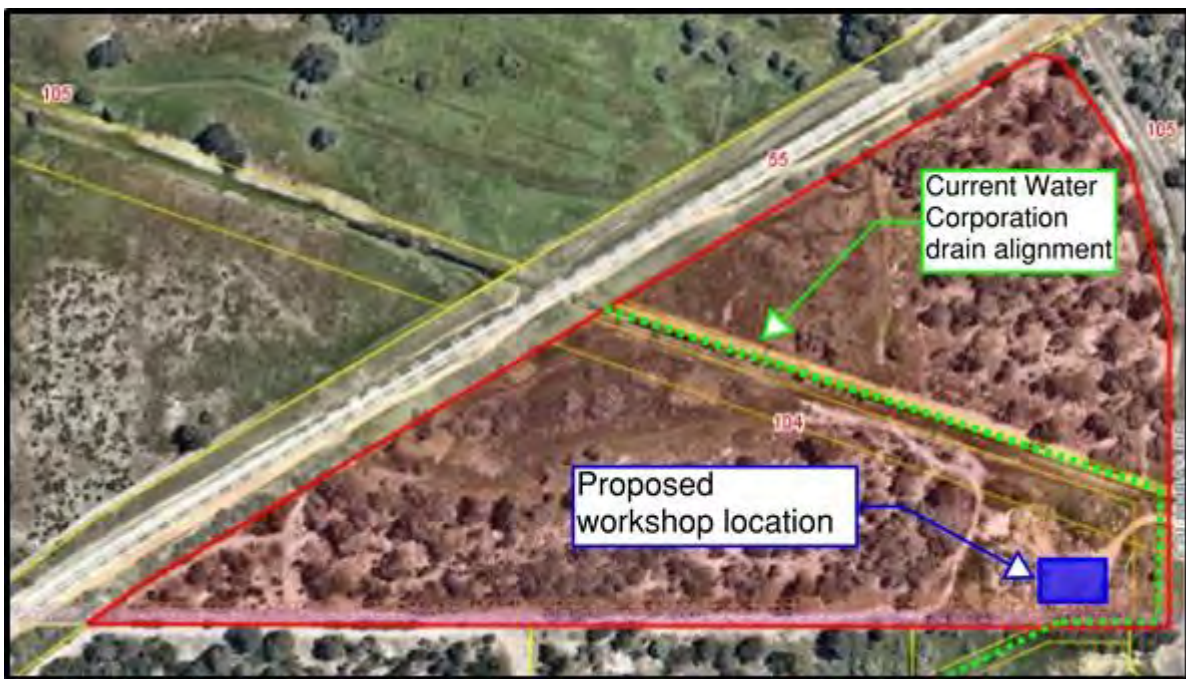 105
55
105
Current Water
Corporation
drain alignment
104
Proposed
workshop location